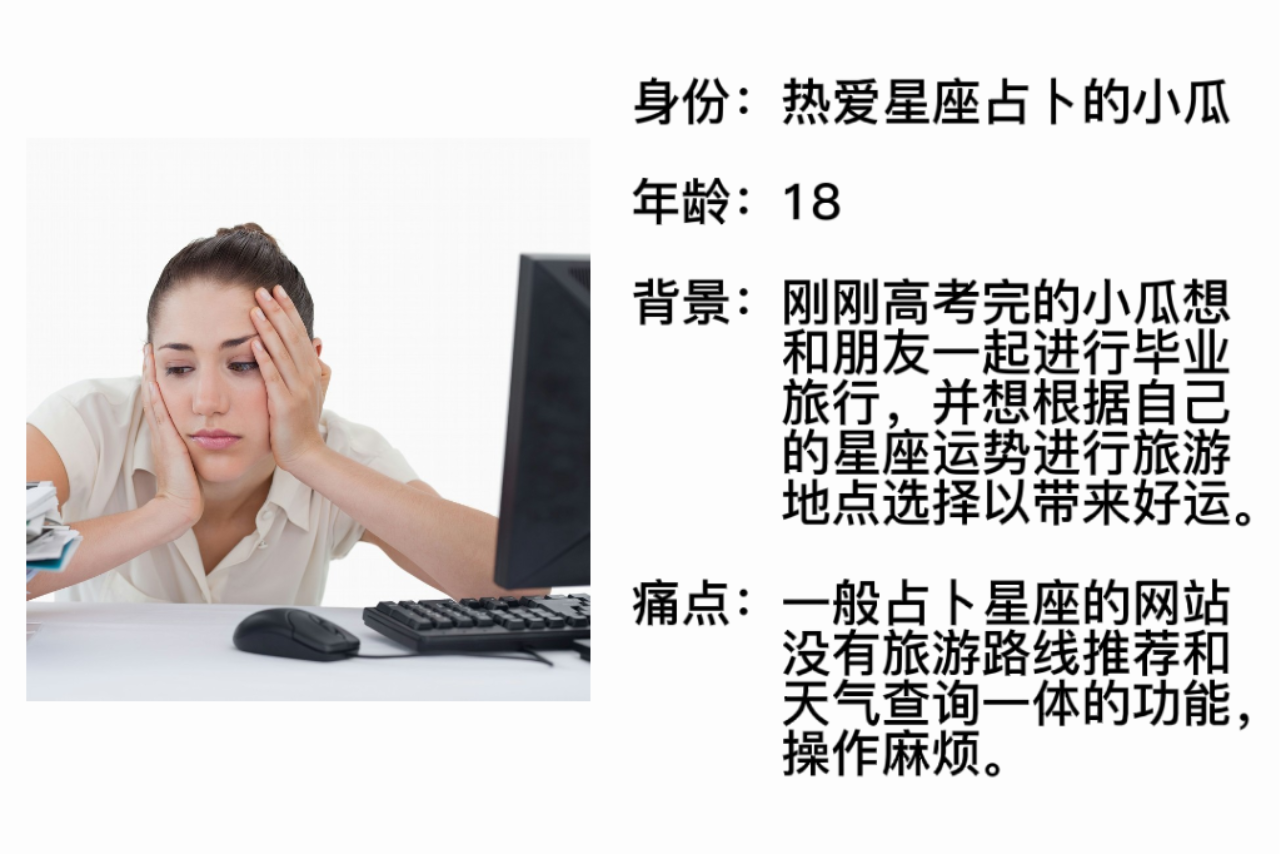 身份：热爱星座占卜的小瓜
年龄：18
背景：刚刚高考完的小瓜想
和朋友一起进行毕业
旅行，并想根据自己
的星座运势进行旅游
地点选择以带来好运。
痛点：一般占卜星座的网站
没有旅游路线推荐和
天气查询一体的功能，
操作麻烦。